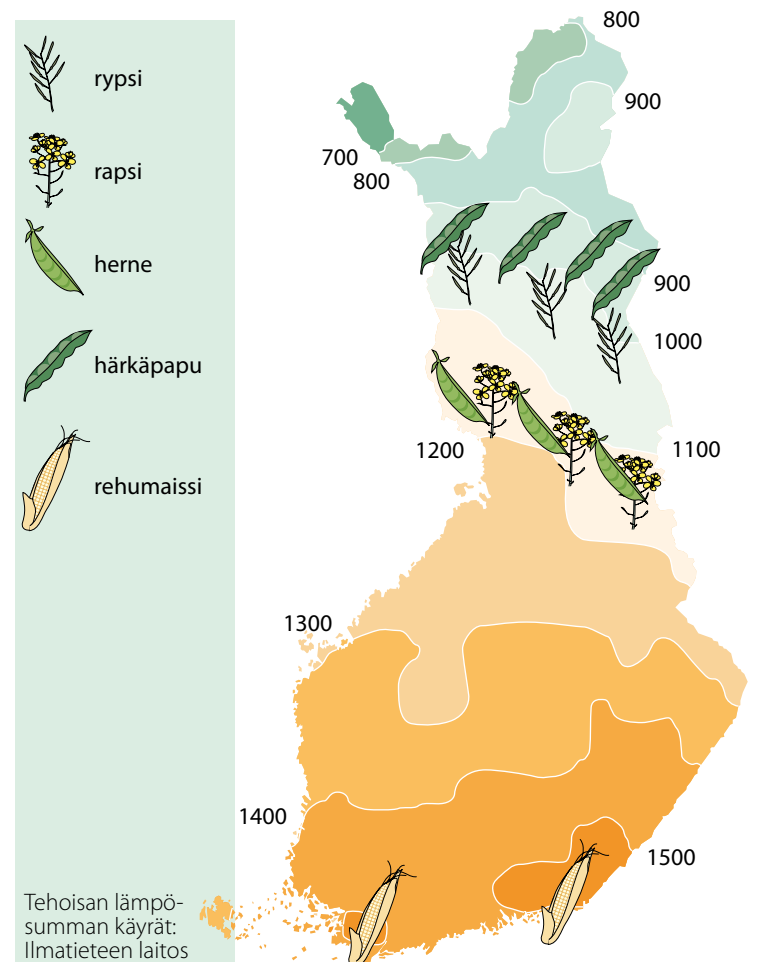 rypsi
rapsi
herne
härkäpapu
rehumaissi
Tehoisan lämpö-
summan käyrät:
Ilmatieteen laitos
800
900
700
800
900
1000
1200
1100
1300
1400
1500